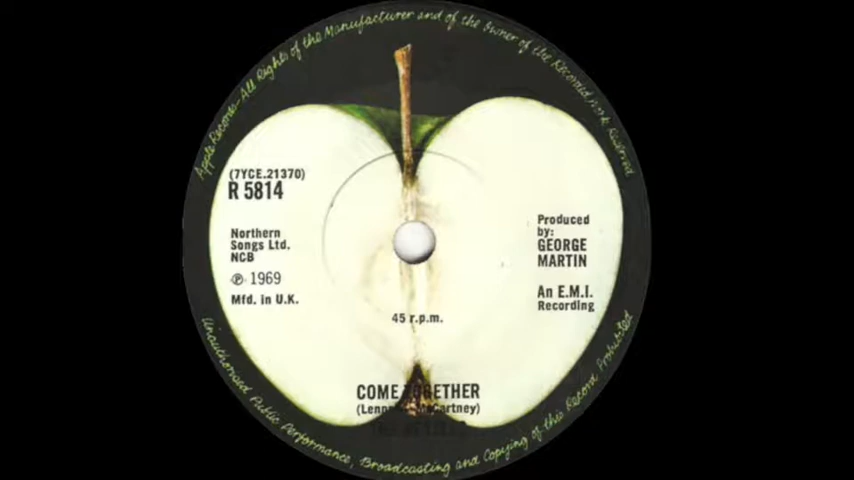 Apple Records-All Rights of the Manufacturer and of the Owner of the Recorded Work Reserved
(7YCE.21370)
R 5814
Northern
Songs Ltd.
NCB
℗ 1969
Mfd. in U.K.
Produced
by:
GEORGE
MARTIN
An E.M.I.
Recording
45 r.p.m.
COME TOGETHER
(Lennon McCartney)
Unauthorised Public Performance, Broadcasting and Copying of this Record Prohibited